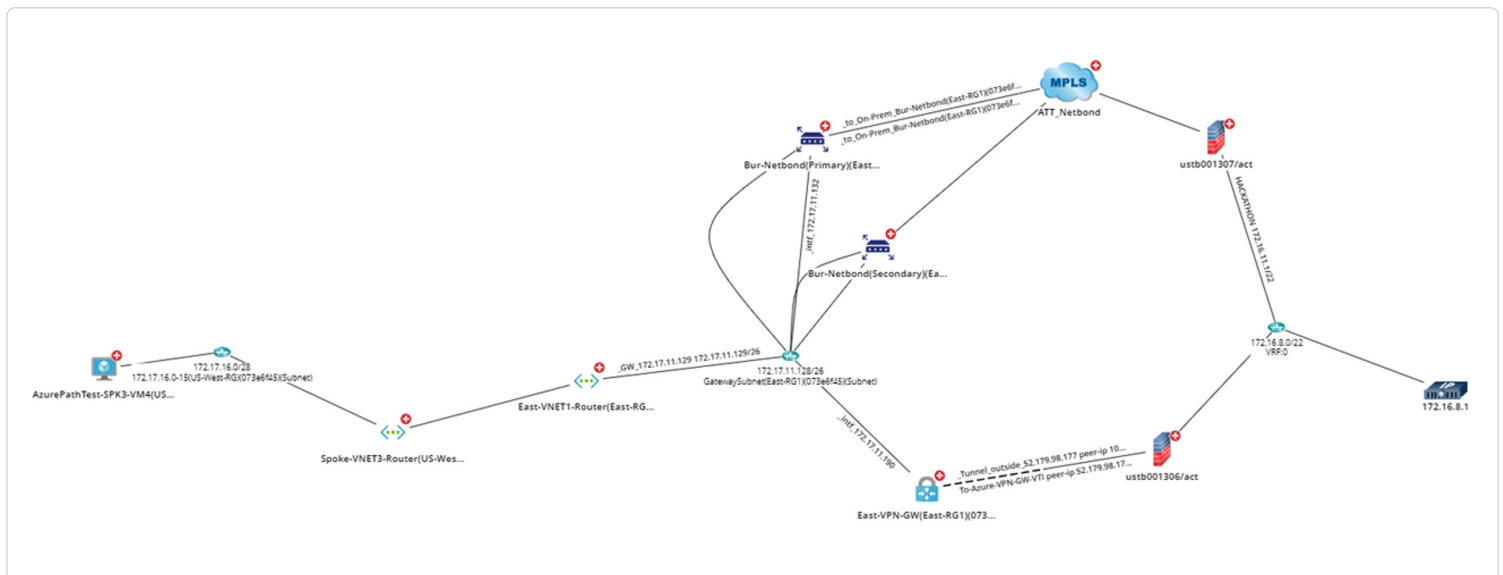 MPLS
ATT_Netbond
_to_On-Prem_Bur-Netbond(East-RG1)(073e6f...
_to_On-Prem_Bur-Netbond(East-RG1)(073e6f...
Bur-Netbond(Primary)(East...
ustb001307/act
_intf_172.17.11.132
HACKATHON 172.16.11.1/22
Bur-Netbond(Secondary)(Ea...
172.16.8.0/22
VRF:0
_GW_172.17.11.129 172.17.11.129/26
172.17.16.0/28
172.17.16.0-15(US-West-RG)(073e6f45)(Subnet)
172.17.11.128/26
GatewaySubnet(East-RG1)(073e6f45)(Subnet)
AzurePathTest-SPK3-VM4(US...
East-VNET1-Router(East-RG...
IP
172.16.8.1
Spoke-VNET3-Router(US-Wes...
_intf_172.17.11.190
_Tunnel_outside_52.179.98.177 peer-ip 10...
To-Azure-VPN-GW-VTI peer-ip 52.179.98.17...
ustb001306/act
East-VPN-GW(East-RG1)(073...